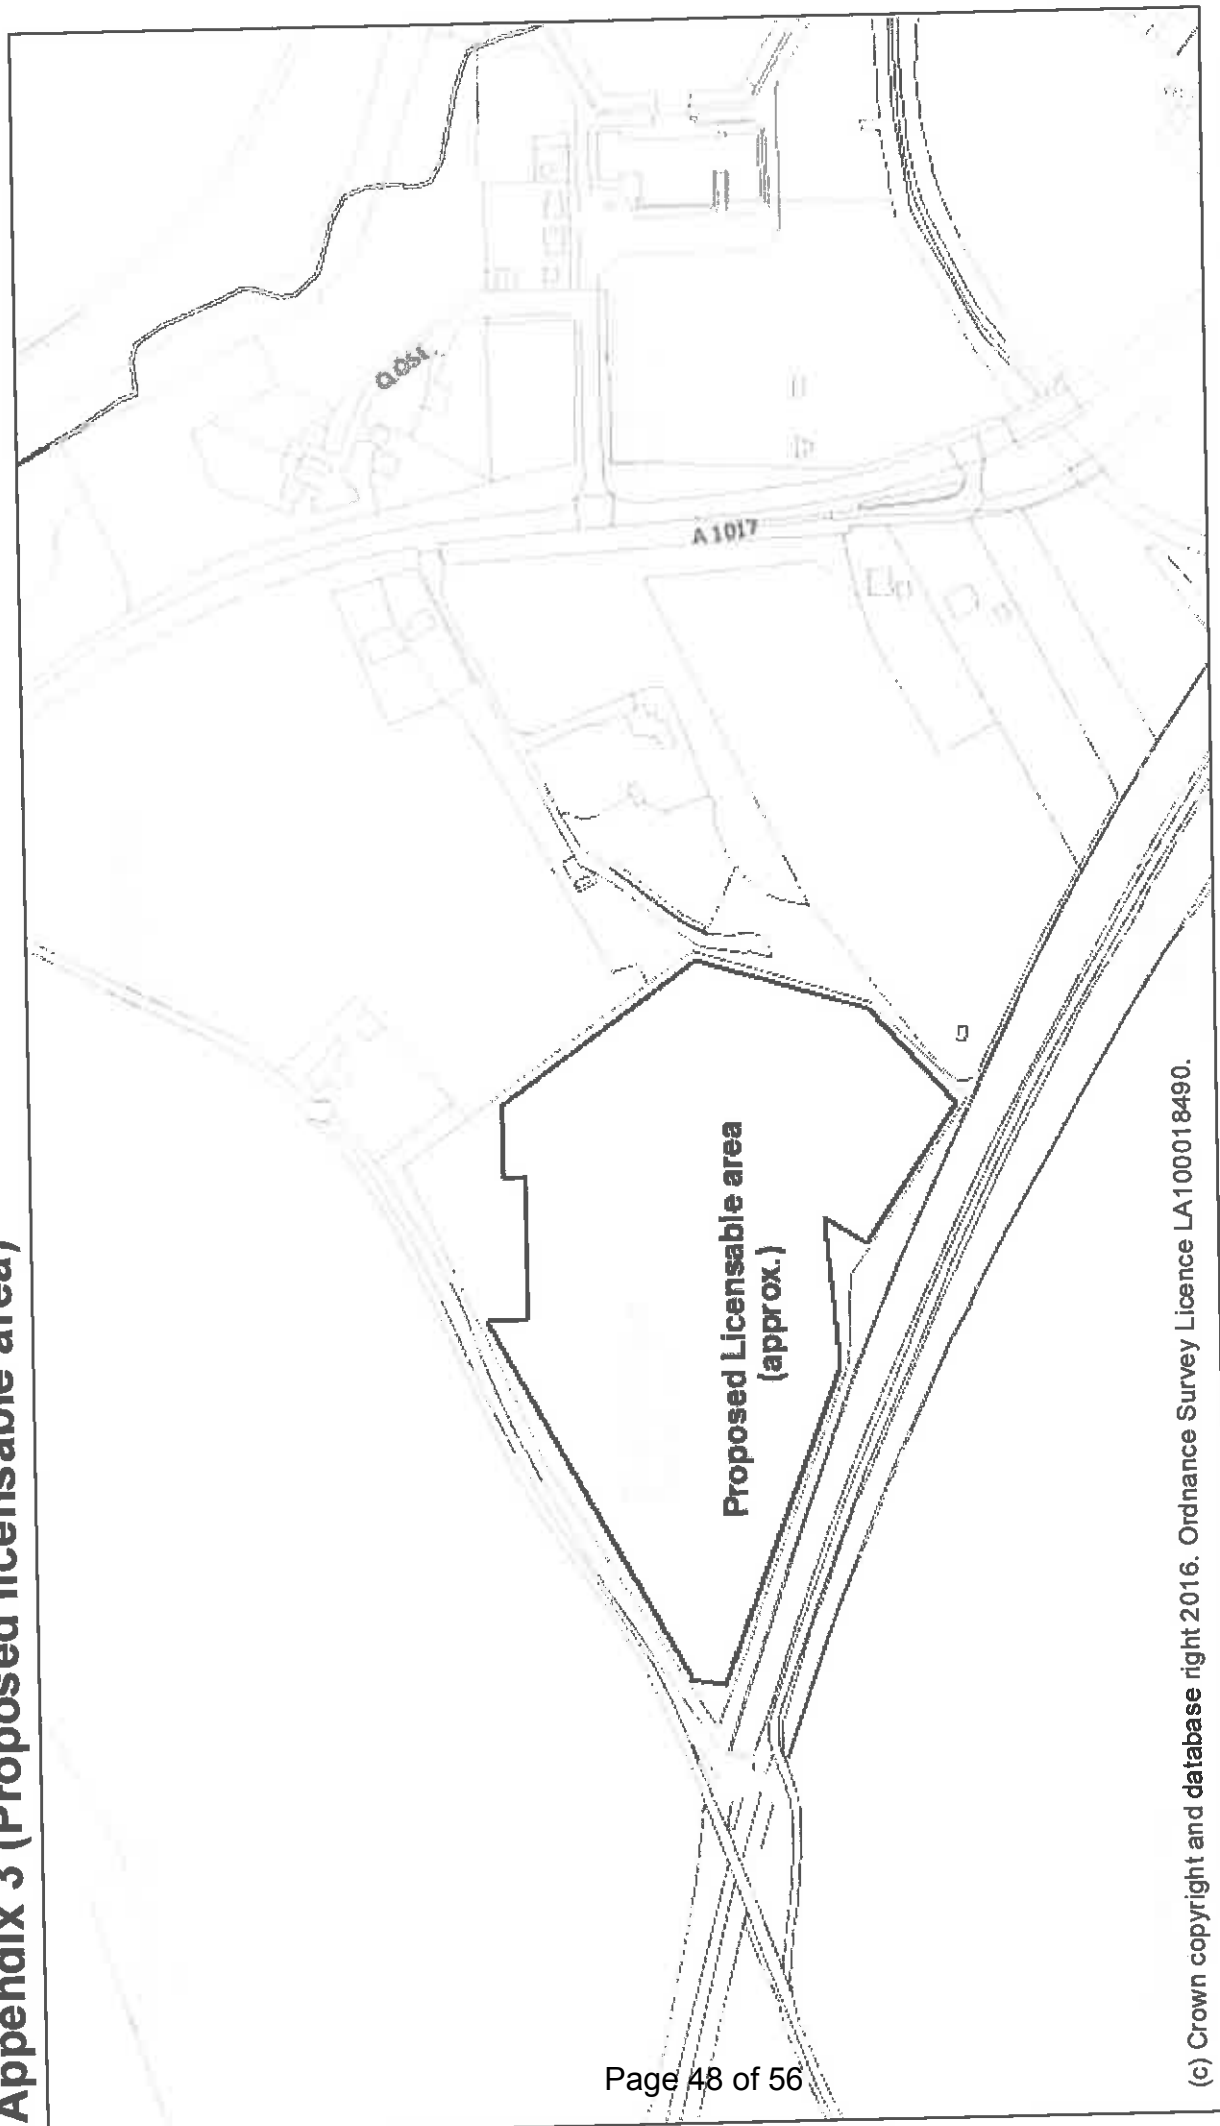 Appendix 3 (Proposed licensable area)
A 1017
Proposed Licensable area
(approx.)
(c) Crown copyright and database right 2016. Ordnance Survey Licence LA100018490.
Page 48 of 56